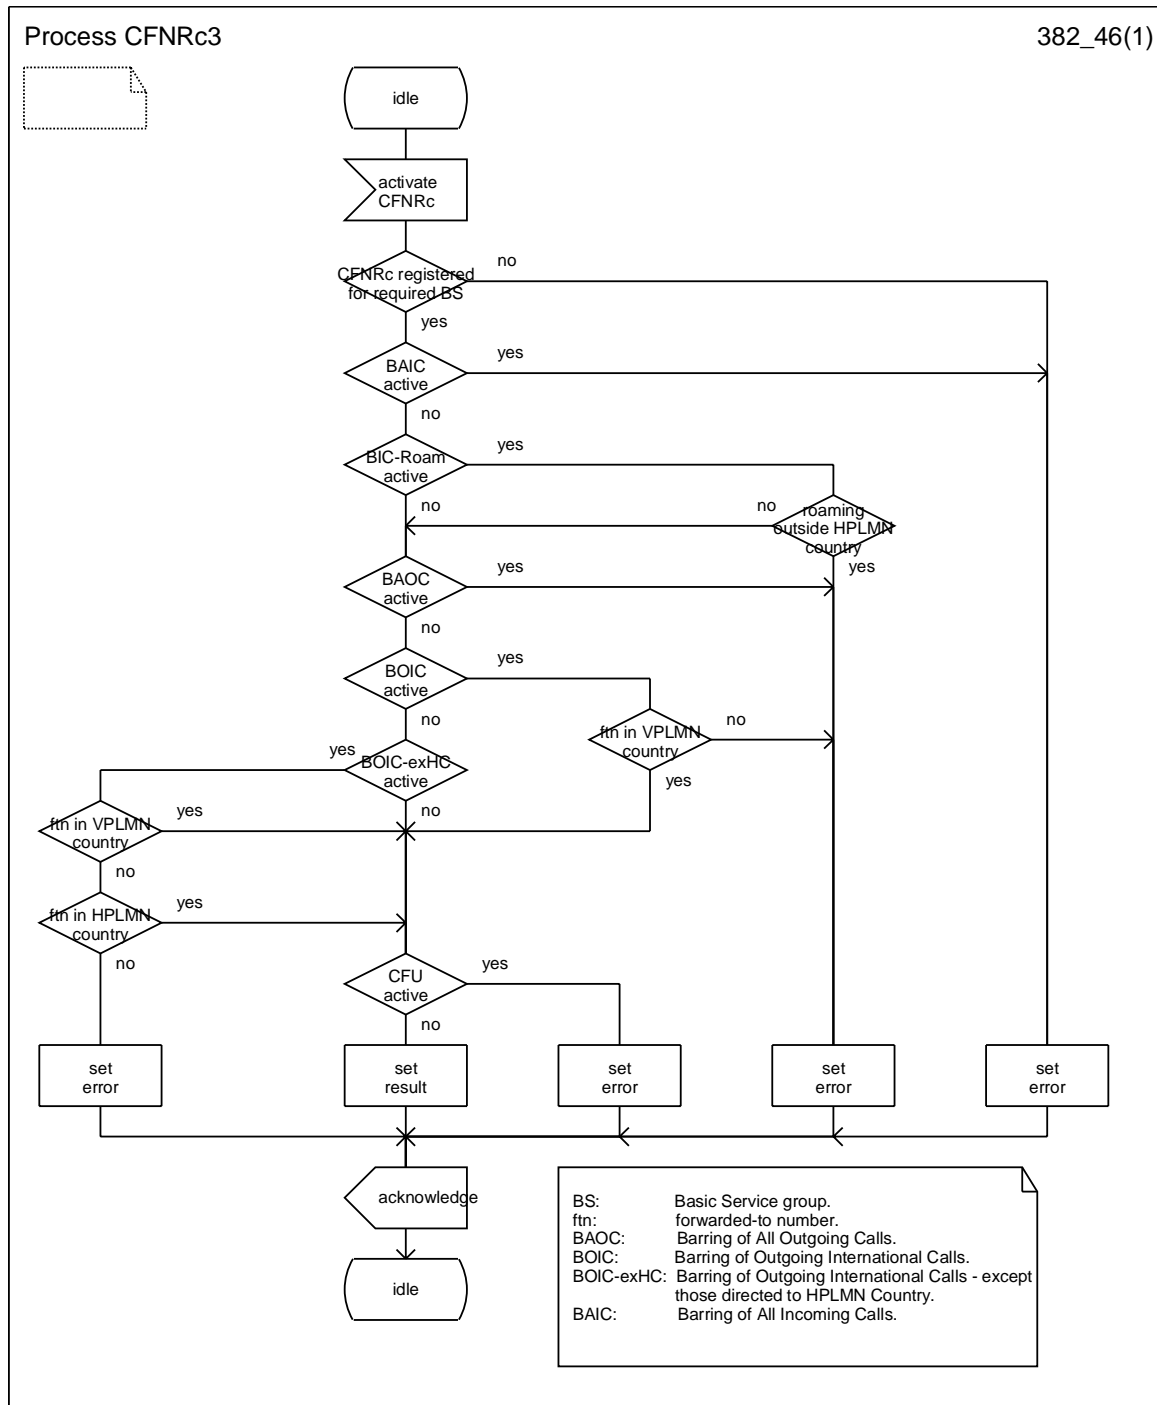 Process CFNRc3
382_46(1)
idle
activate
CFNRc
CFNRc registered
for required BS
no
yes
BAIC
active
yes
no
BIC-Roam
active
yes
no
no
roaming
outside HPLMN
country
yes
BAOC
active
yes
no
BOIC
active
yes
no
ftn in VPLMN
country
no
yes
BOIC-exHC
active
yes
no
ftn in VPLMN
country
yes
no
ftn in HPLMN
country
yes
no
CFU
active
yes
no
set
error
set
result
set
error
set
error
set
error
acknowledge
idle
BS: Basic Service group.
ftn: forwarded-to number.
BAOC: Barring of All Outgoing Calls.
BOIC: Barring of Outgoing International Calls.
BOIC-exHC: Barring of Outgoing International Calls - except
those directed to HPLMN Country.
BAIC: Barring of All Incoming Calls.